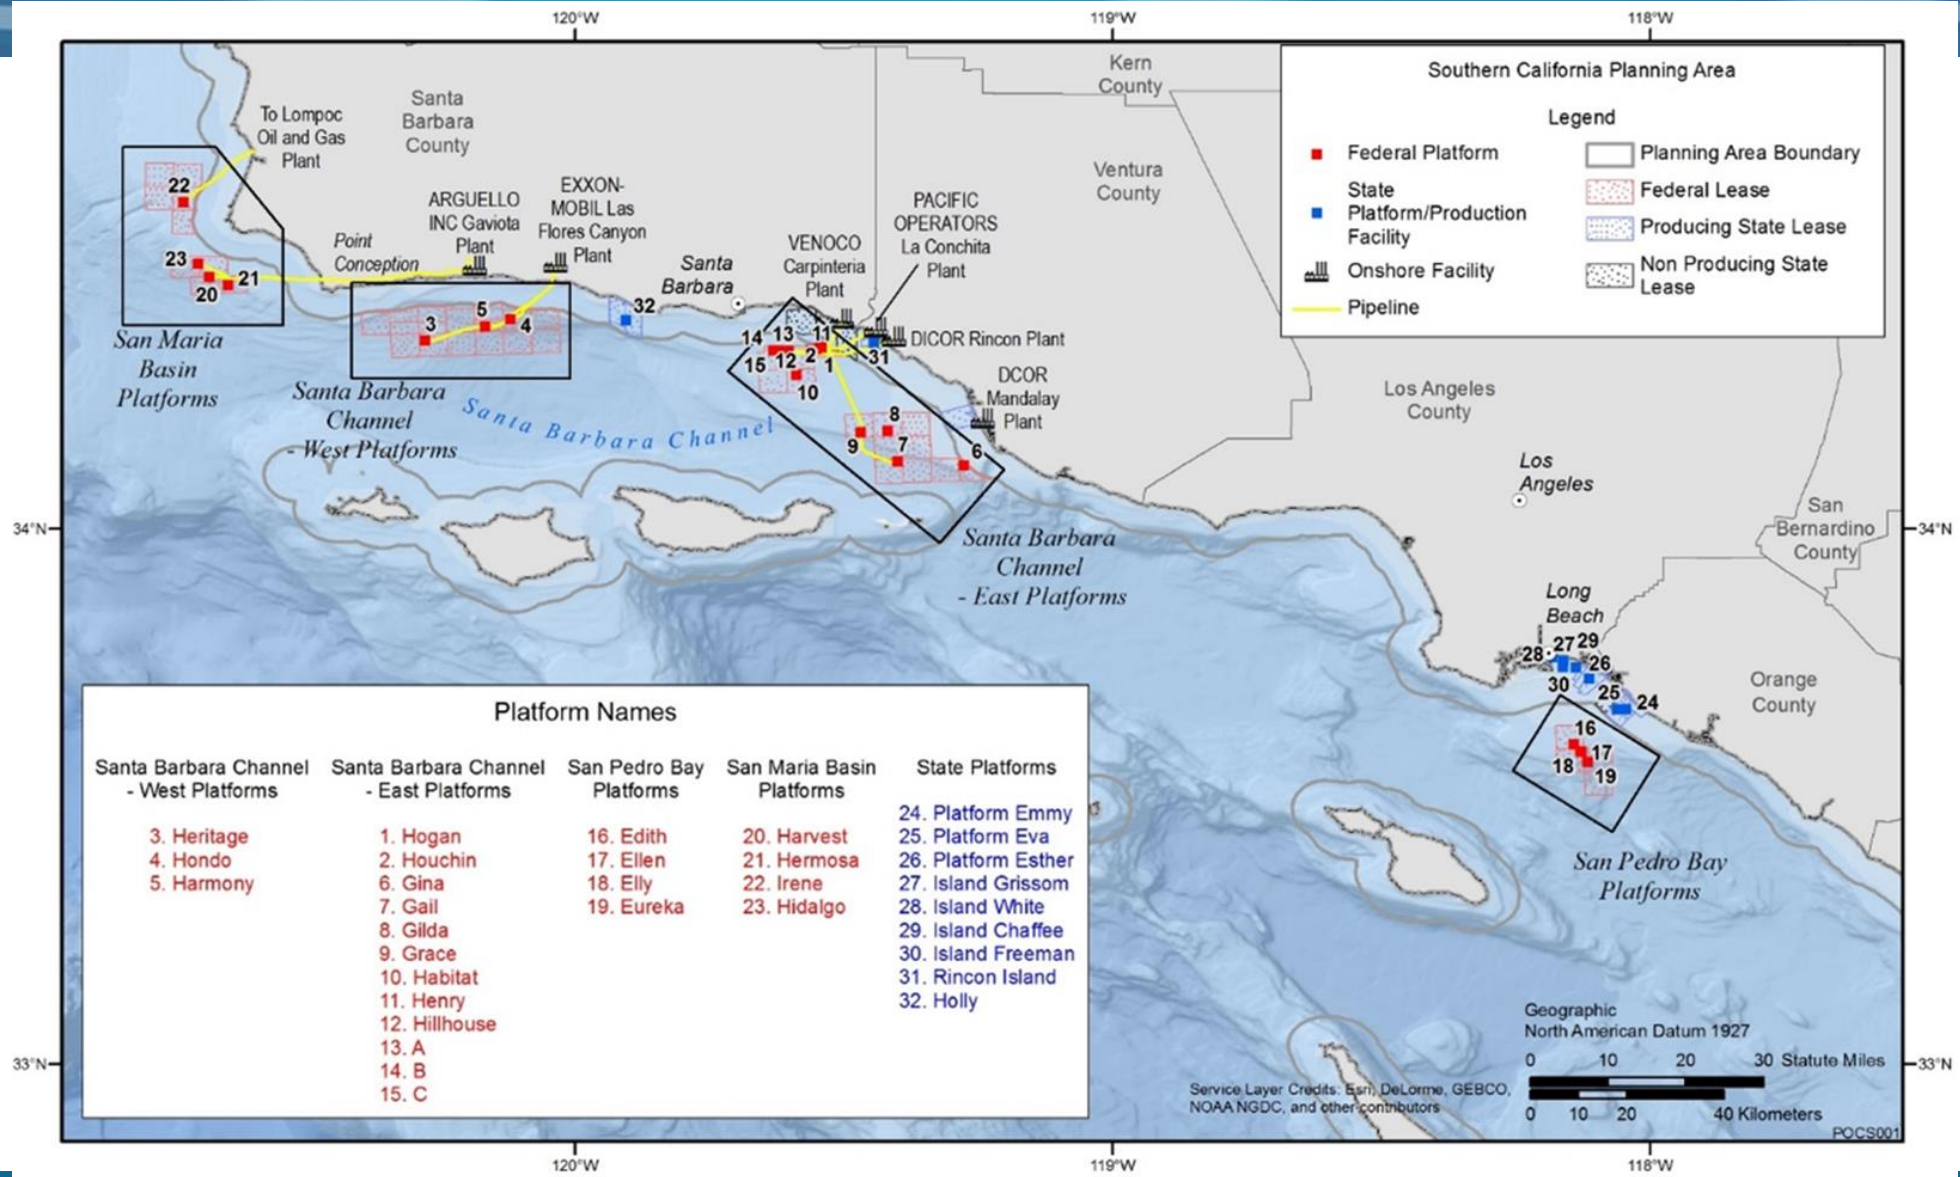 120°W
119°W
118°W
Southern California Planning Area
Legend
Federal Platform
State
Platform/Production
Facility
Onshore Facility
Pipeline
Planning Area Boundary
Federal Lease
Producing State Lease
Non Producing State
Lease
Kern
County
Santa
Barbara
County
Ventura
County
To Lompoc
Oil and Gas
Plant
22
23
20
21
San Maria
Basin
Platforms
Point
Conception
ARGUELLO
INC Gaviota
Plant
EXXON-
MOBIL Las
Flores Canyon
Plant
3
5
4
Santa Barbara
Channel
- West Platforms
32
Santa
Barbara
VENOCO
Carpinteria
Plant
PACIFIC
OPERATORS
La Conchita
Plant
DICOR Rincon Plant
DCOR
Mandalay
Plant
14
13
11
15
12
2
1
31
10
8
9
7
6
Santa Barbara Channel
Santa Barbara
Channel
- East Platforms
Los Angeles
County
Los
Angeles
San
Bernardino
County
Long
Beach
28
27
29
26
30
25
24
Orange
County
16
17
18
19
San Pedro Bay
Platforms
34°N
34°N
33°N
33°N
Platform Names
Santa Barbara Channel
- West Platforms
3. Heritage
4. Hondo
5. Harmony
Santa Barbara Channel
- East Platforms
1. Hogan
2. Houchin
6. Gina
7. Gail
8. Gilda
9. Grace
10. Habitat
11. Henry
12. Hillhouse
13. A
14. B
15. C
San Pedro Bay
Platforms
16. Edith
17. Ellen
18. Elly
19. Eureka
San Maria Basin
Platforms
20. Harvest
21. Hermosa
22. Irene
23. Hidalgo
State Platforms
24. Platform Emmy
25. Platform Eva
26. Platform Esther
27. Island Grissom
28. Island White
29. Island Chaffee
30. Island Freeman
31. Rincon Island
32. Holly
Geographic
North American Datum 1927
0 10 20 30 Statute Miles
0 10 20 40 Kilometers
Service Layer Credits: Esri, DeLorme, GEBCO,
NOAA NGDC, and other contributors
POCS001
120°W
119°W
118°W